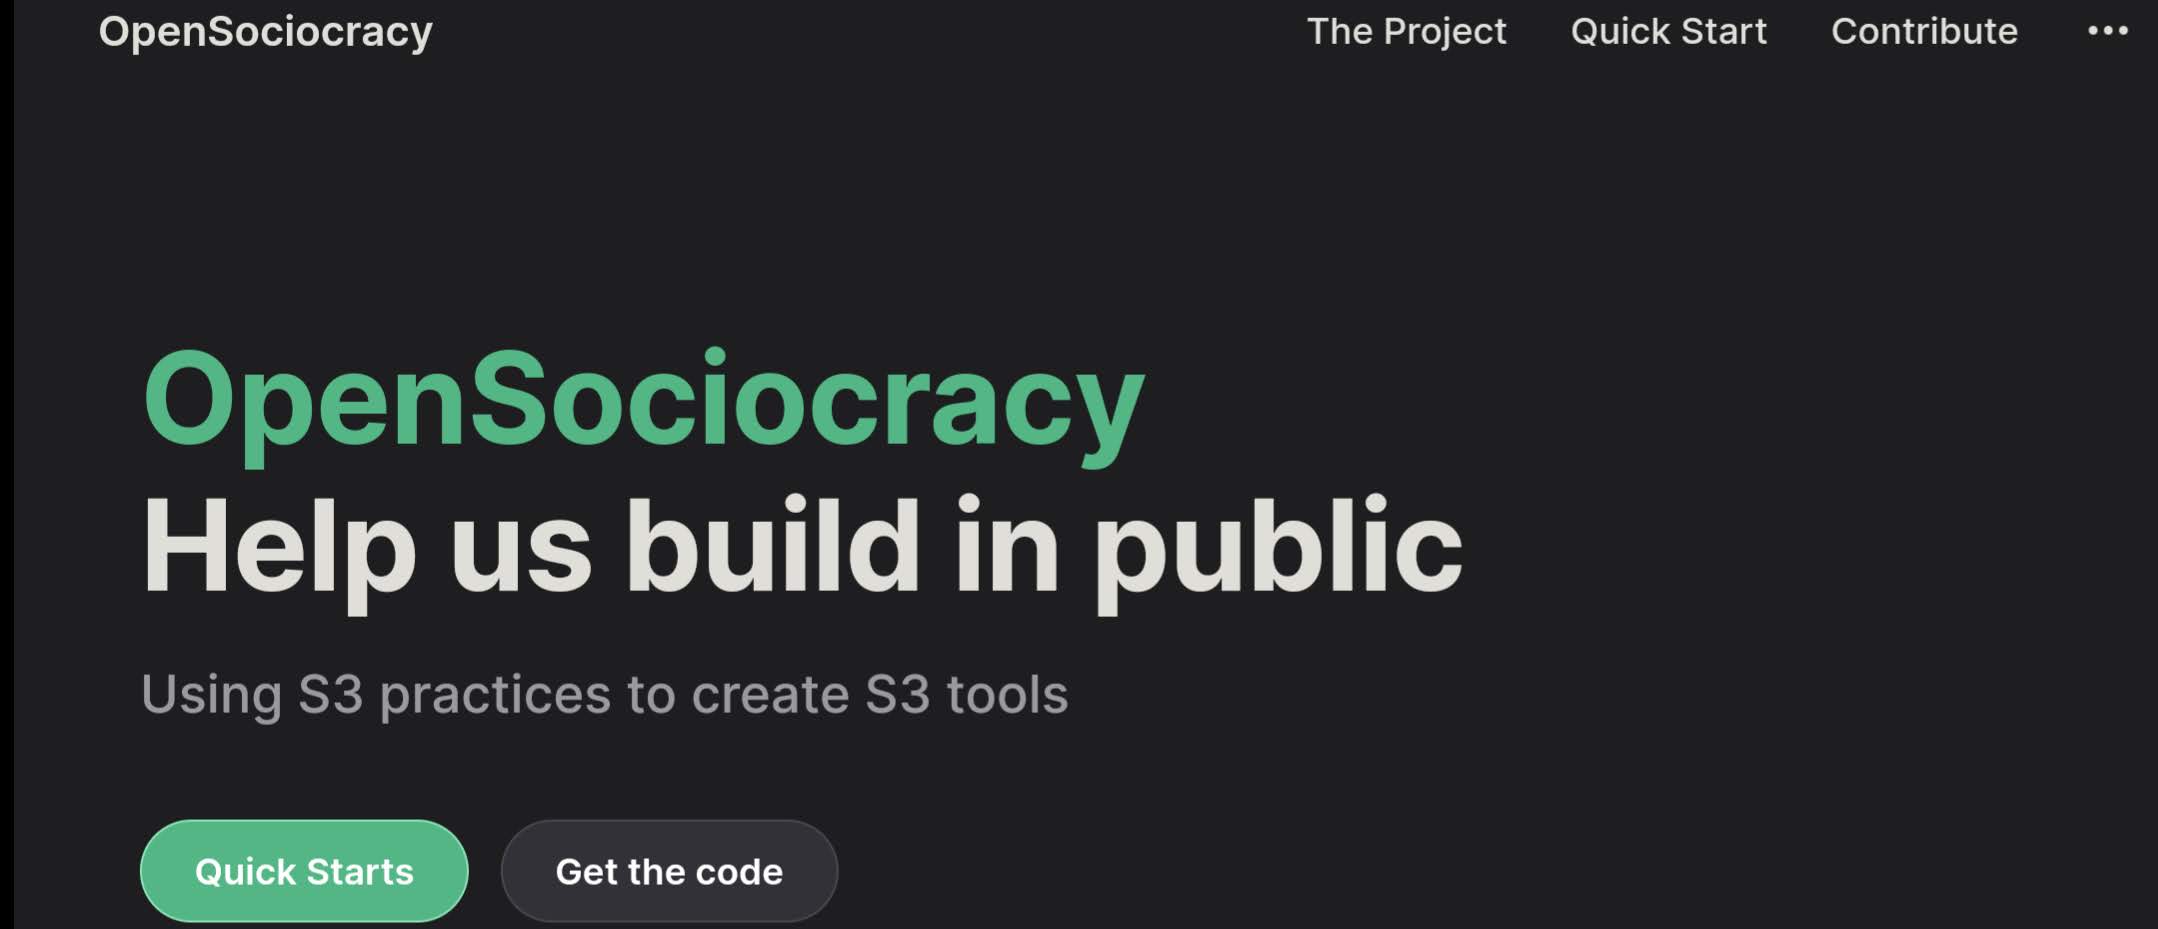 OpenSociocracy
The Project Quick Start Contribute •••
OpenSociocracy
Help us build in public
Using S3 practices to create S3 tools
Quick Starts Get the code